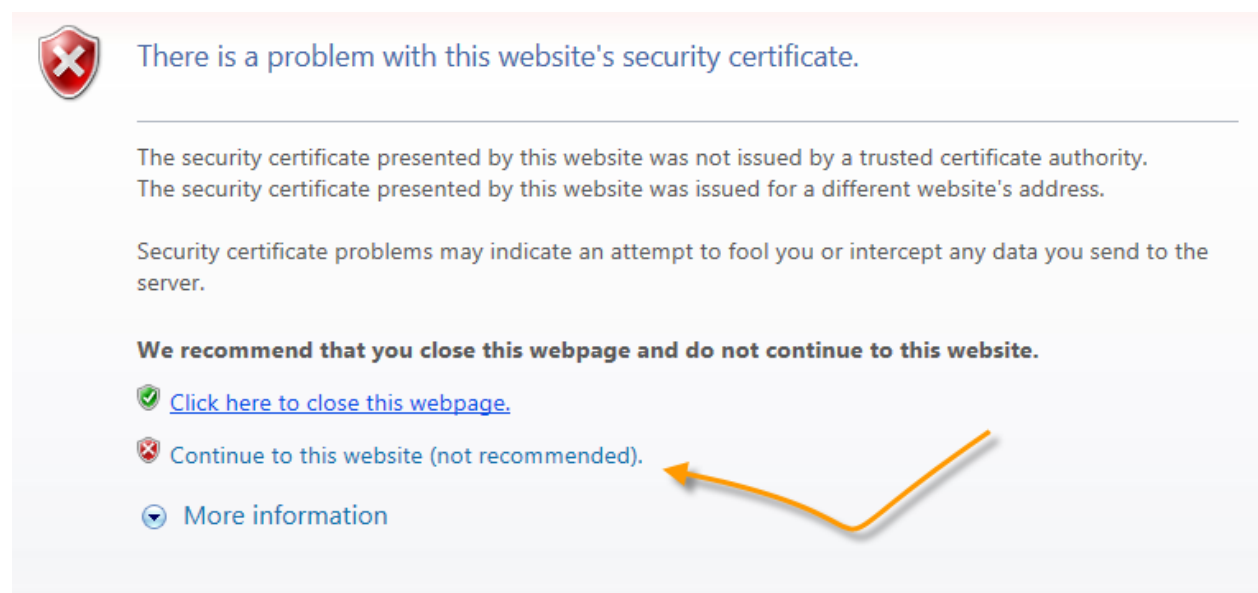 There is a problem with this website's security certificate.
The security certificate presented by this website was not issued by a trusted certificate authority.
The security certificate presented by this website was issued for a different website's address.
Security certificate problems may indicate an attempt to fool you or intercept any data you send to the
server.
We recommend that you close this webpage and do not continue to this website.
Click here to close this webpage.
Continue to this website (not recommended).
More information